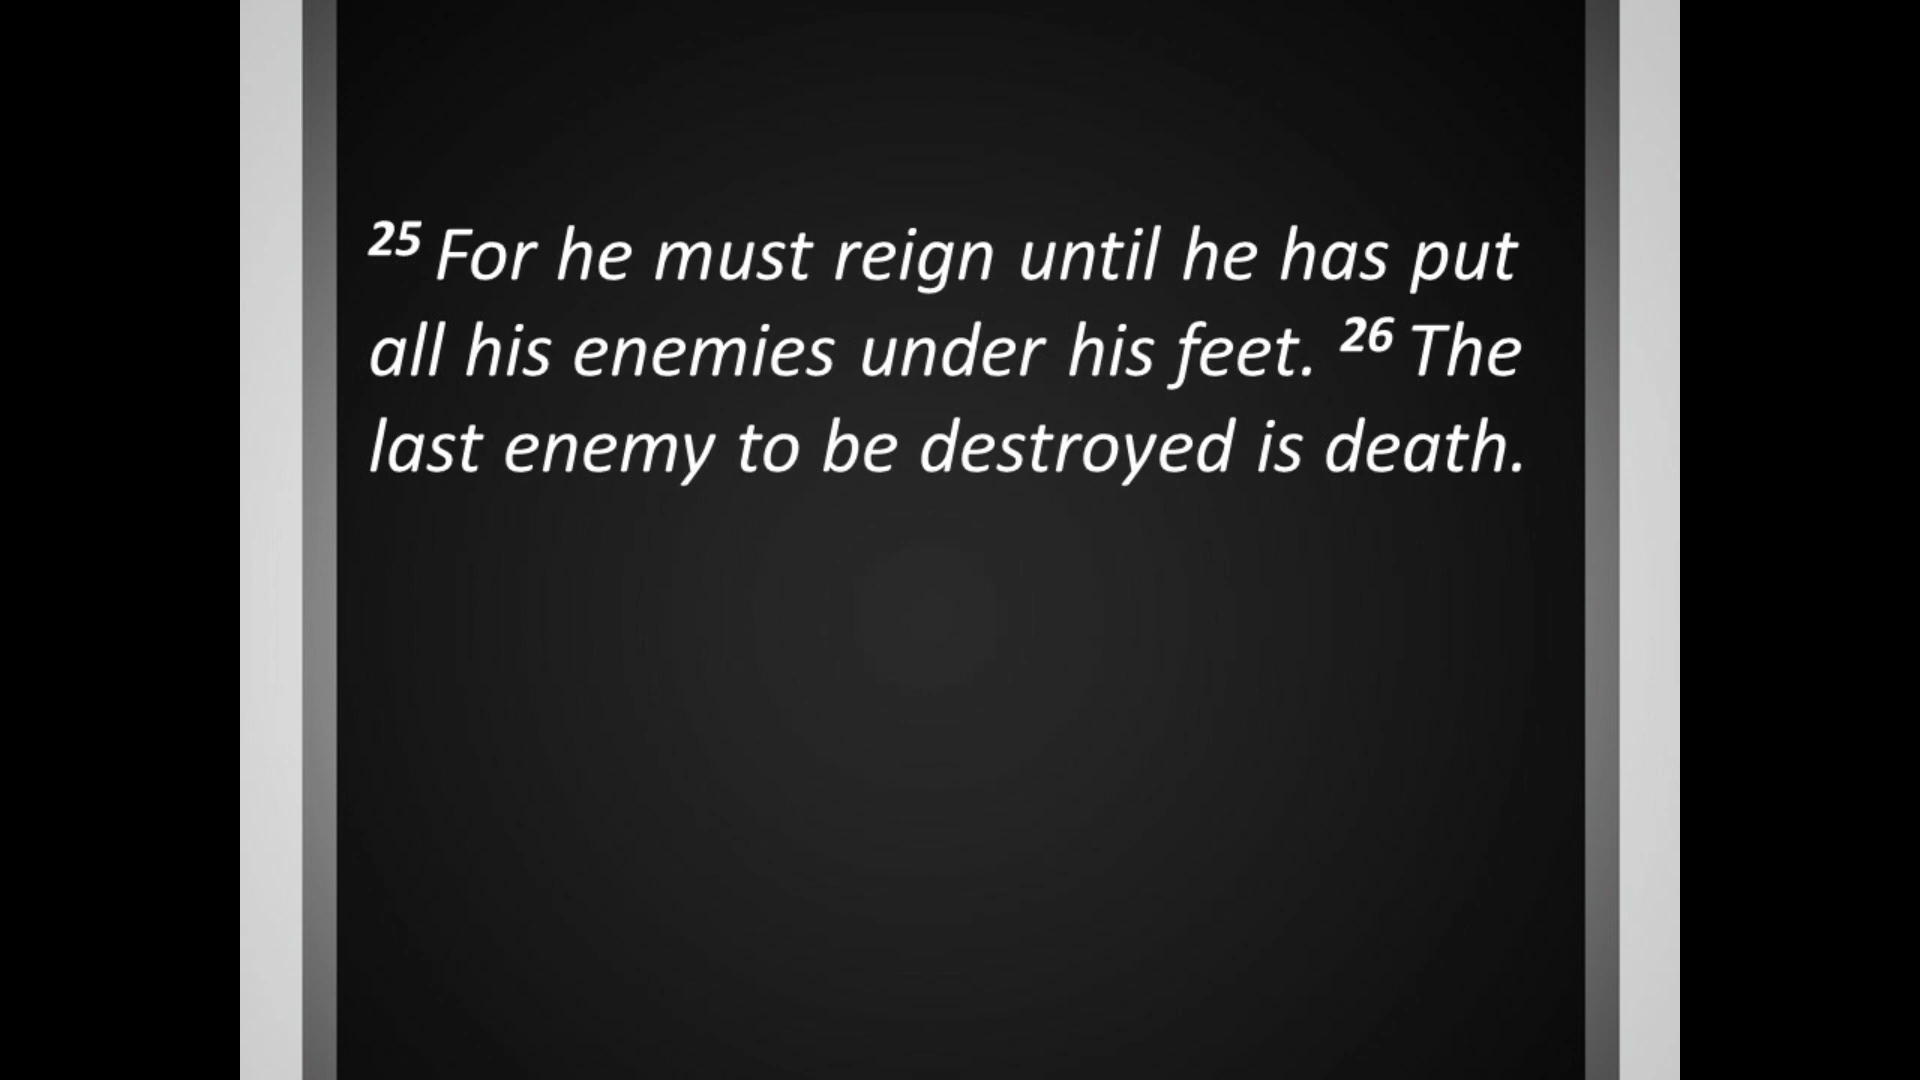 25 For he must reign until he has put
all his enemies under his feet. 26 The
last enemy to be destroyed is death.